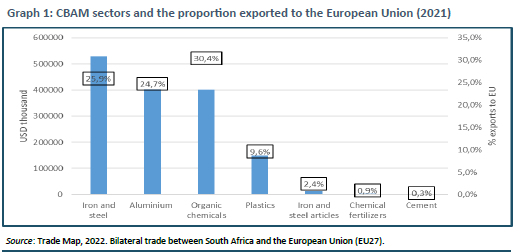 Graph 1: CBAM sectors and the proportion exported to the European Union (2021)
600000
500000
400000
300000
200000
100000
0
USD thousand
25,9%
24,7%
30,4%
9,6%
2,4%
0,9%
0,3%
35,0%
30,0%
25,0%
20,0%
15,0%
10,0%
5,0%
0,0%
% exports to EU
Iron and
steel
Aluminium
Organic
chemicals
Plastics
Iron and
steel articles
Chemical
fertilizers
Cement
Source: Trade Map, 2022. Bilateral trade between South Africa and the European Union (EU27).